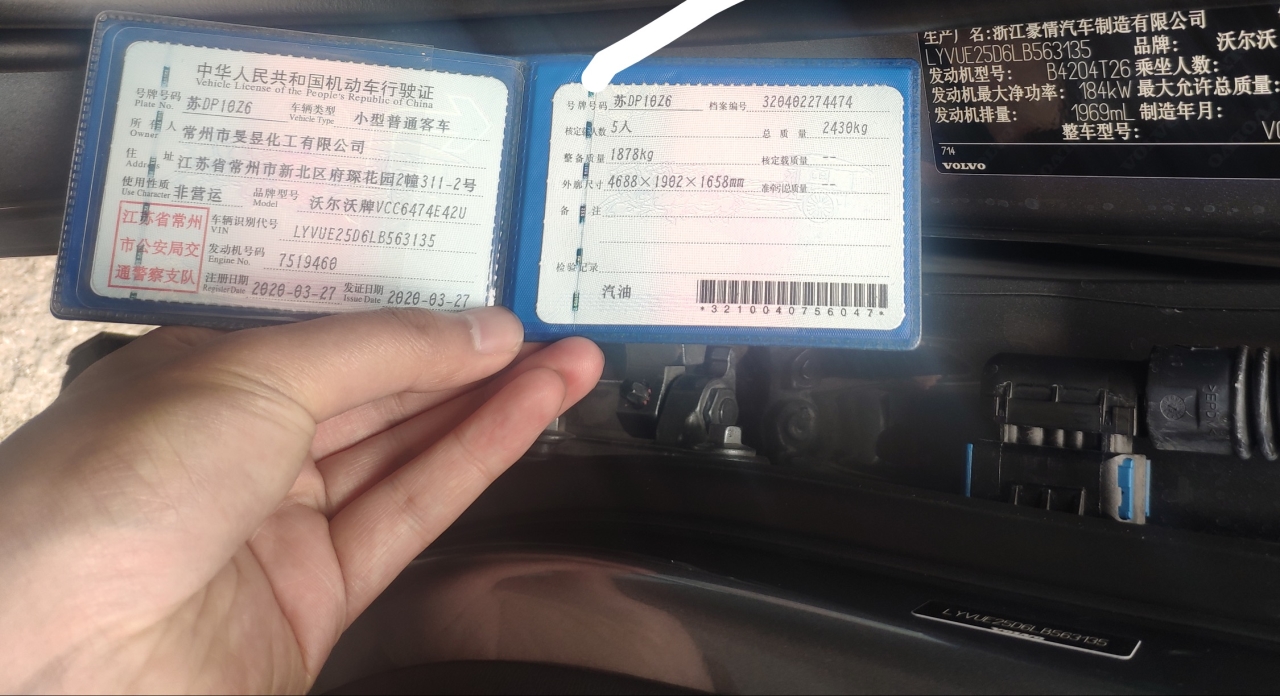 中华人民共和国机动车行驶证
Vehicle License of the People's Republic of China
号牌号码 Plate No. 苏DP10Z6 车辆类型 Vehicle Type 小型普通客车
所有人 Owner 常州市旻昱化工有限公司
住址 Address 江苏省常州市新北区府琛花园2幢311-2号
使用性质 Use Character 非营运 品牌型号 Model 沃尔沃牌VCC6474E42U
江苏省常州
市公安局交
通警察支队
车辆识别代号 VIN LYVUE25D6LB563135
发动机号码 Engine No. 7519460
注册日期 Register Date 2020-03-27 发证日期 Issue Date 2020-03-27
号牌号码 苏DP10Z6 档案编号 320402274474
核定载人数 5人 总质量 2430kg
整备质量 1878kg 核定载质量 --
外廓尺寸 4688×1902×1658mm 准牵引总质量 --
备注
检验记录
汽油
*3210040756047*
生产厂名:浙江豪情汽车制造有限公司
LYVUE25D6LB563135 品牌: 沃尔沃
发动机型号: B4204T26 乘坐人数:
发动机最大净功率: 184kW 最大允许总质量:
发动机排量: 1969mL 制造年月:
整车型号: VC
714
VOLVO
LYVUE25D6LB563135